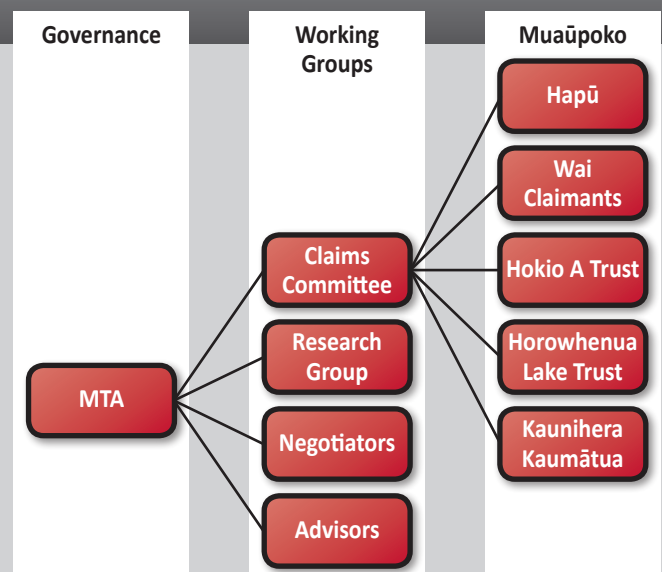 Governance
Working
Groups
Muaūpoko
MTA
Claims
Committee
Research
Group
Negotiators
Advisors
Hapū
Wai
Claimants
Hokio A Trust
Horowhenua
Lake Trust
Kaunihera
Kaumātua